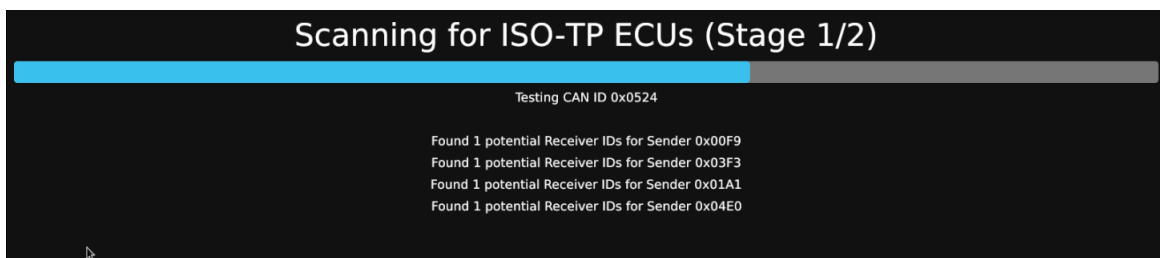 Scanning for ISO-TP ECUs (Stage 1/2)
Testing CAN ID 0x0524
Found 1 potential Receiver IDs for Sender 0x00F9
Found 1 potential Receiver IDs for Sender 0x03F3
Found 1 potential Receiver IDs for Sender 0x01A1
Found 1 potential Receiver IDs for Sender 0x04E0